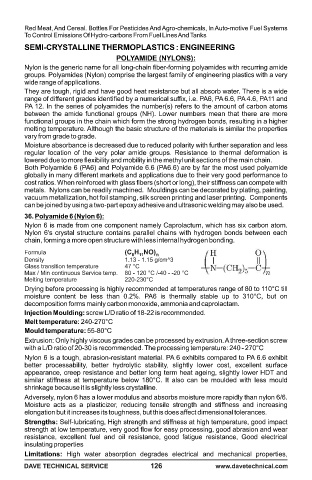 Red Meat, And Cereal. Bottles For Pesticides And Agro-chemicals, In Auto-motive Fuel Systems
To Control Emissions Of Hydro-carbons From Fuel Lines And Tanks.
SEMI-CRYSTALLINE THERMOPLASTICS : ENGINEERING
POLYAMIDE (NYLONS):
Nylon is the generic name for all long-chain fiber-forming polyamides with recurring amide
groups. Polyamides (Nylon) comprise the largest family of engineering plastics with a very
wide range of applications.
They are tough, rigid and have good heat resistance but all absorb water. There is a wide
range of different grades identified by a numerical suffix, i.e. PA6, PA 6.6, PA 4.6, PA11 and
PA 12. In the series of polyamides the number(s) refers to the amount of carbon atoms
between the amide functional groups (NH). Lower numbers mean that there are more
functional groups in the chain which form the strong hydrogen bonds, resulting in a higher
melting temperature. Although the basic structure of the materials is similar the properties
vary from grade to grade.
Moisture absorbance is decreased due to reduced polarity with further separation and less
regular location of the very polar amide groups. Resistance to thermal deformation is
lowered due to more flexibility and mobility in the methyl unit sections of the main chain.
Both Polyamide 6 (PA6) and Polyamide 6.6 (PA6.6) are by far the most used polyamide
globally in many different markets and applications due to their very good performance to
cost ratios. When reinforced with glass fibers (short or long), their stiffness can compete with
metals. Nylons can be readily machined. Mouldings can be decorated by plating, painting,
vacuum metallization, hot foil stamping, silk screen printing and laser printing. Components
can be joined by using a two-part epoxy adhesive and ultrasonic welding may also be used.
36. Polyamide 6 (Nylon 6):
Nylon 6 is made from one component namely Caprolactum, which has six carbon atom.
Nylon 6's crystal structure contains parallel chains with hydrogen bonds between each
chain, forming a more open structure with less internal hydrogen bonding.
Formula (C6H11NO)n
Density 1.13 - 1.15 g/cm^3
Glass transition temperature 47 °C
Max / Min continuous Service temp. 80 - 120 °C /-40 - -20 °C
Melting temperature 220-230°C
H O
N (CH2)5 C n
Drying before processing is highly recommended at temperatures range of 80 to 110°C till
moisture content be less than 0.2%. PA6 is thermally stable up to 310°C, but on
decomposition forms mainly carbon monoxide, ammonia and caprolactam.
Injection Moulding: screw L/D ratio of 18-22 is recommended.
Melt temperature: 240-270°C
Mould temperature: 55-80°C
Extrusion: Only highly viscous grades can be processed by extrusion. A three-section screw
with a L/D ratio of 20-30 is recommended. The processing temperature: 240 - 270°C
Nylon 6 is a tough, abrasion-resistant material. PA 6 exhibits compared to PA 6.6 exhibit
better processability, better hydrolytic stability, slightly lower cost, excellent surface
appearance, creep resistance and better long term heat ageing, slightly lower HDT and
similar stiffness at temperature below 180°C. It also can be moulded with less mould
shrinkage because it is slightly less crystalline.
Adversely, nylon 6 has a lower modulus and absorbs moisture more rapidly than nylon 6/6.
Moisture acts as a plasticizer, reducing tensile strength and stiffness and increasing
elongation but it increases its toughness, but this does affect dimensional tolerances.
Strengths: Self-lubricating, High strength and stiffness at high temperature, good impact
strength at low temperature, very good flow for easy processing, good abrasion and wear
resistance, excellent fuel and oil resistance, good fatigue resistance, Good electrical
insulating properties
Limitations: High water absorption degrades electrical and mechanical properties,
DAVE TECHNICAL SERVICE 126 www.davetechnical.com